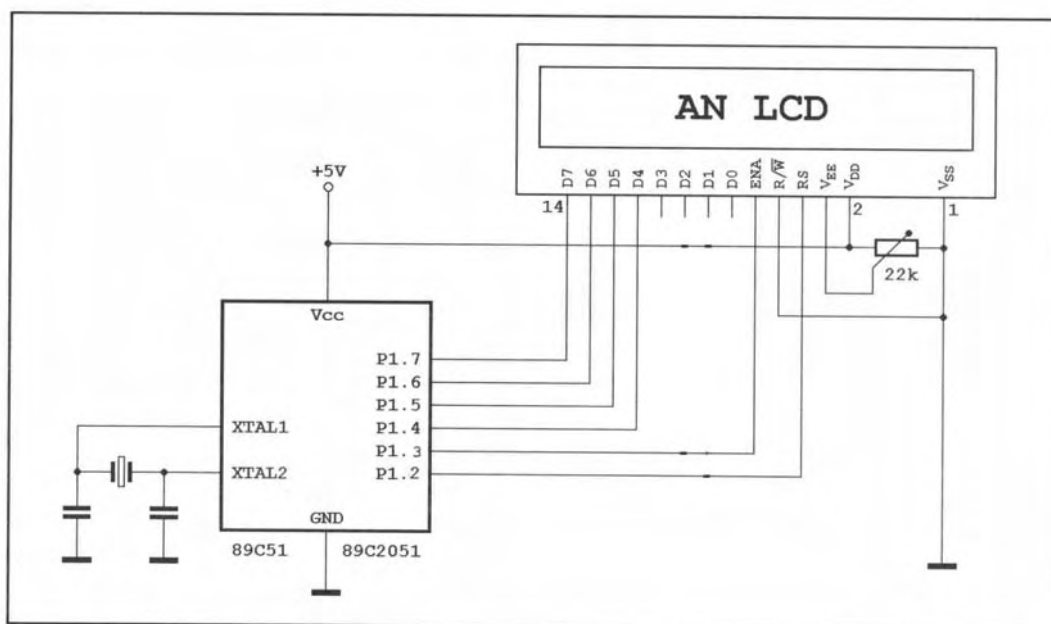 AN LCD
D7 D6 D5 D4 D3 D2 D1 D0 ENA R/W̅ RS VEE VDD VSS
14 2 1
+5V
22k
Vcc
P1.7
P1.6
P1.5
XTAL1 P1.4
P1.3
XTAL2 P1.2
GND
89C51 89C2051